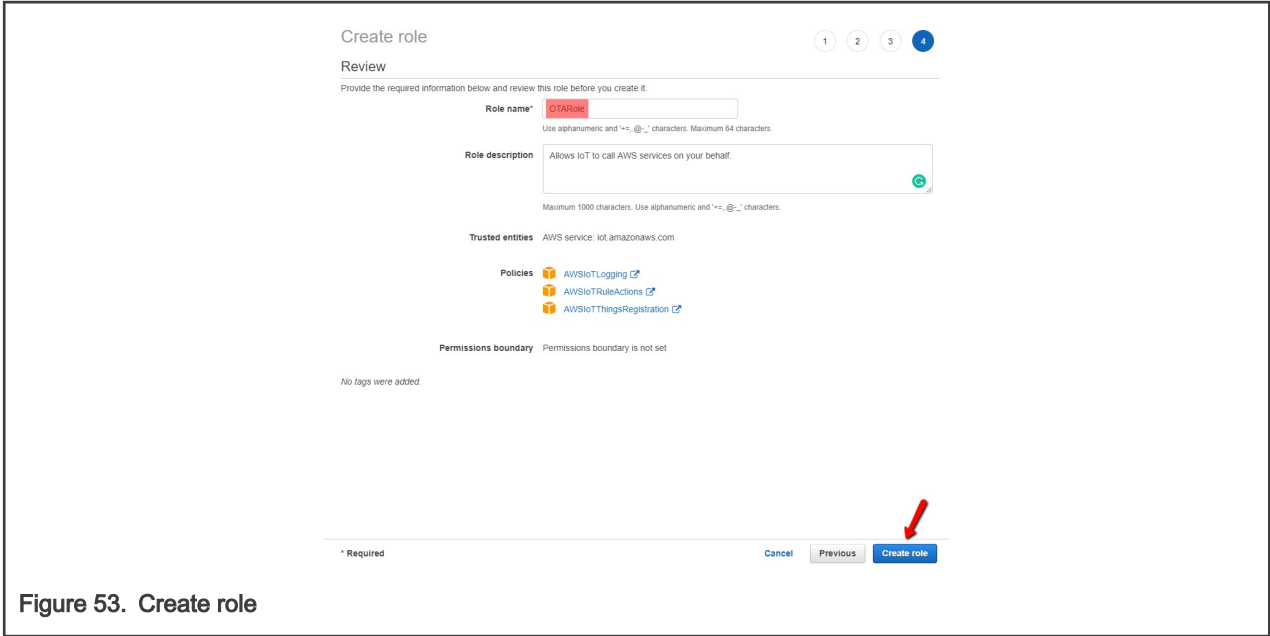 Create role
1 2 3 4
Review
Provide the required information below and review this role before you create it.
Role name* OTARole
Use alphanumeric and '+=,.@-_' characters. Maximum 64 characters.
Role description Allows IoT to call AWS services on your behalf.
G
Maximum 1000 characters. Use alphanumeric and '+=,.@-_' characters.
Trusted entities AWS service: iot.amazonaws.com
Policies AWSIoTLogging
AWSIoTRuleActions
AWSIoTThingsRegistration
Permissions boundary Permissions boundary is not set
No tags were added.
* Required Cancel Previous Create role
Figure 53. Create role